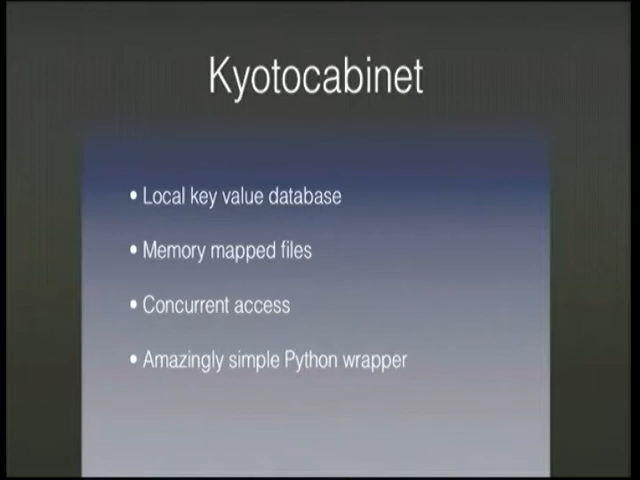 Kyotocabinet
• Local key value database
• Memory mapped files
• Concurrent access
• Amazingly simple Python wrapper